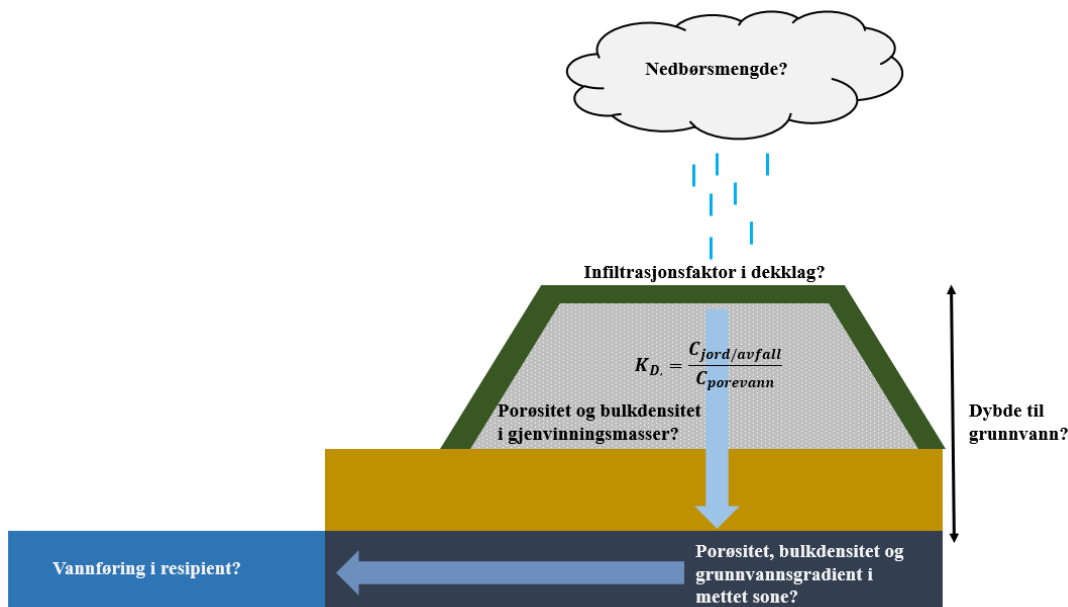 Nedbørsmengde?
Infiltrasjonsfaktor i dekklag?
K_D, = C_jord/avfall / C_porevann
Porøsitet og bulkdensitet
i gjenvinningsmasser?
Dybde til
grunnvann?
Vannføring i resipient?
Porøsitet, bulkdensitet og
grunnvannsgradient i
mettet sone?